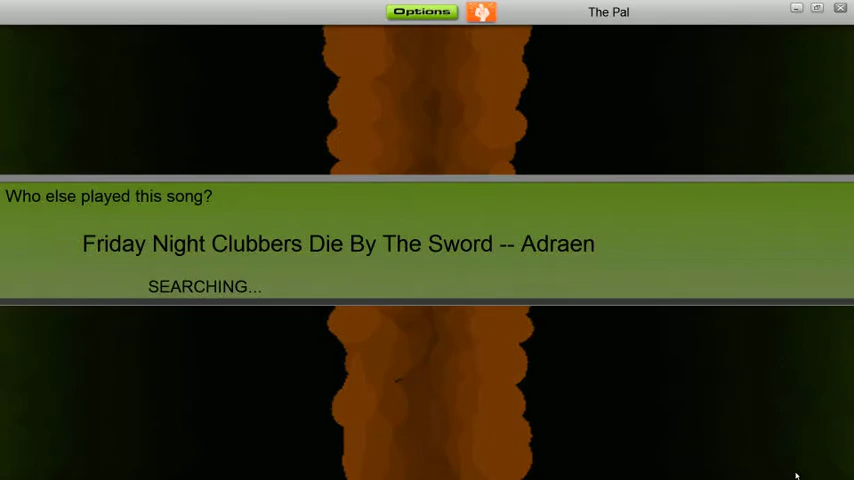 Options
The Pal
Who else played this song?
Friday Night Clubbers Die By The Sword -- Adraen
SEARCHING...